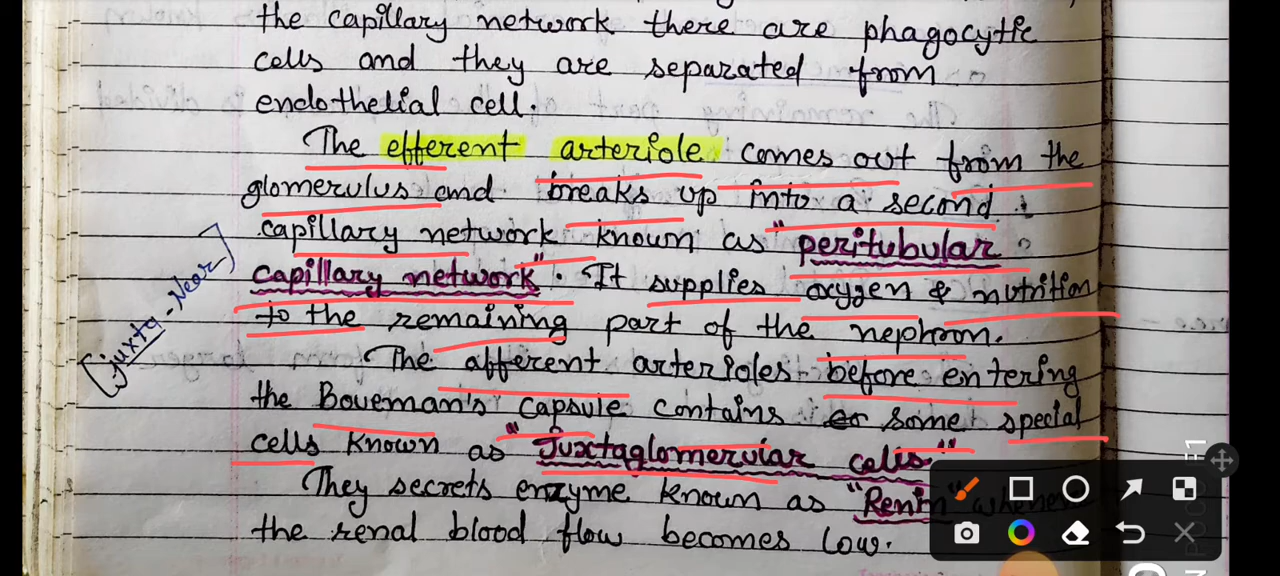 the capillary network there are phagocytic
cells and they are separated from
endothelial cell.
The efferent arteriole comes out from the
glomerulus and breaks up into a second
capillary network known as "peritubular
capillary network". It supplies oxygen & nutrition
to the remaining part of the nephron.
[juxta-Near]
The afferent arterioles before entering
the Boweman's capsule contains some special
cells known as "Juxtaglomerular cells."
They secrets enzyme known as "Renin"
the renal blood flow becomes low.